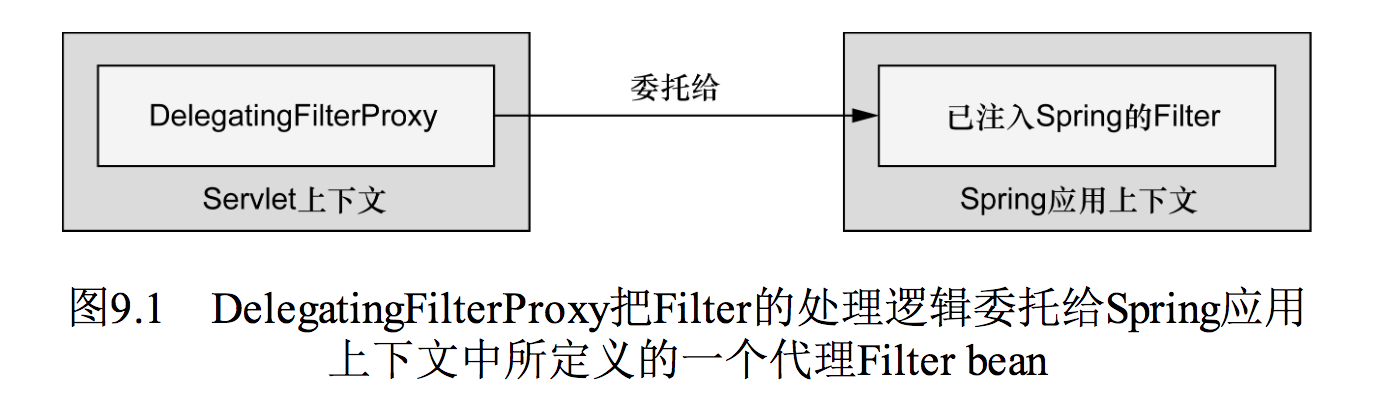 委托给
DelegatingFilterProxy
已注入Spring的Filter
Servlet上下文
Spring应用上下文
图9.1 DelegatingFilterProxy把Filter的处理逻辑委托给Spring应用
上下文中所定义的一个代理Filter bean